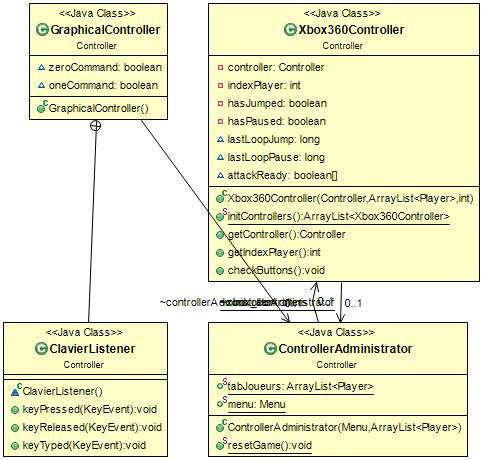 <<Java Class>>
GraphicalController
Controller
zeroCommand: boolean
oneCommand: boolean
GraphicalController()
<<Java Class>>
Xbox360Controller
Controller
controller: Controller
indexPlayer: int
hasJumped: boolean
hasPaused: boolean
lastLoopJump: long
lastLoopPause: long
attackReady: boolean[]
Xbox360Controller(Controller,ArrayList<Player>,int)
initControllers():ArrayList<Xbox360Controller>
getController():Controller
getIndexPlayer():int
checkButtons():void
0..1
<<Java Class>>
ClavierListener
Controller
ClavierListener()
keyPressed(KeyEvent):void
keyReleased(KeyEvent):void
keyTyped(KeyEvent):void
<<Java Class>>
ControllerAdministrator
Controller
tabJoueurs: ArrayList<Player>
menu: Menu
ControllerAdministrator(Menu,ArrayList<Player>)
resetGame():void